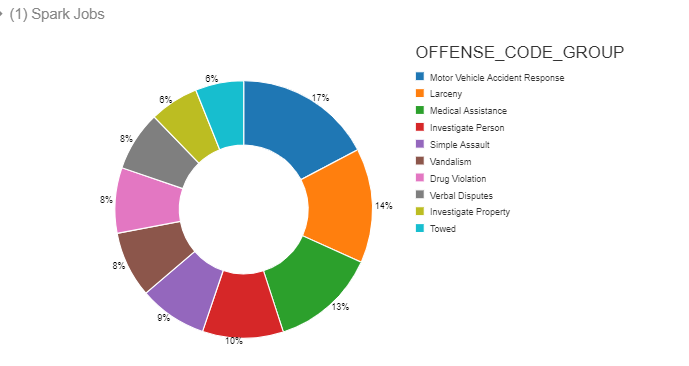 (1) Spark Jobs
OFFENSE_CODE_GROUP
Motor Vehicle Accident Response
Larceny
Medical Assistance
Investigate Person
Simple Assault
Vandalism
Drug Violation
Verbal Disputes
Investigate Property
Towed
17%
14%
13%
10%
9%
8%
8%
8%
6%
6%